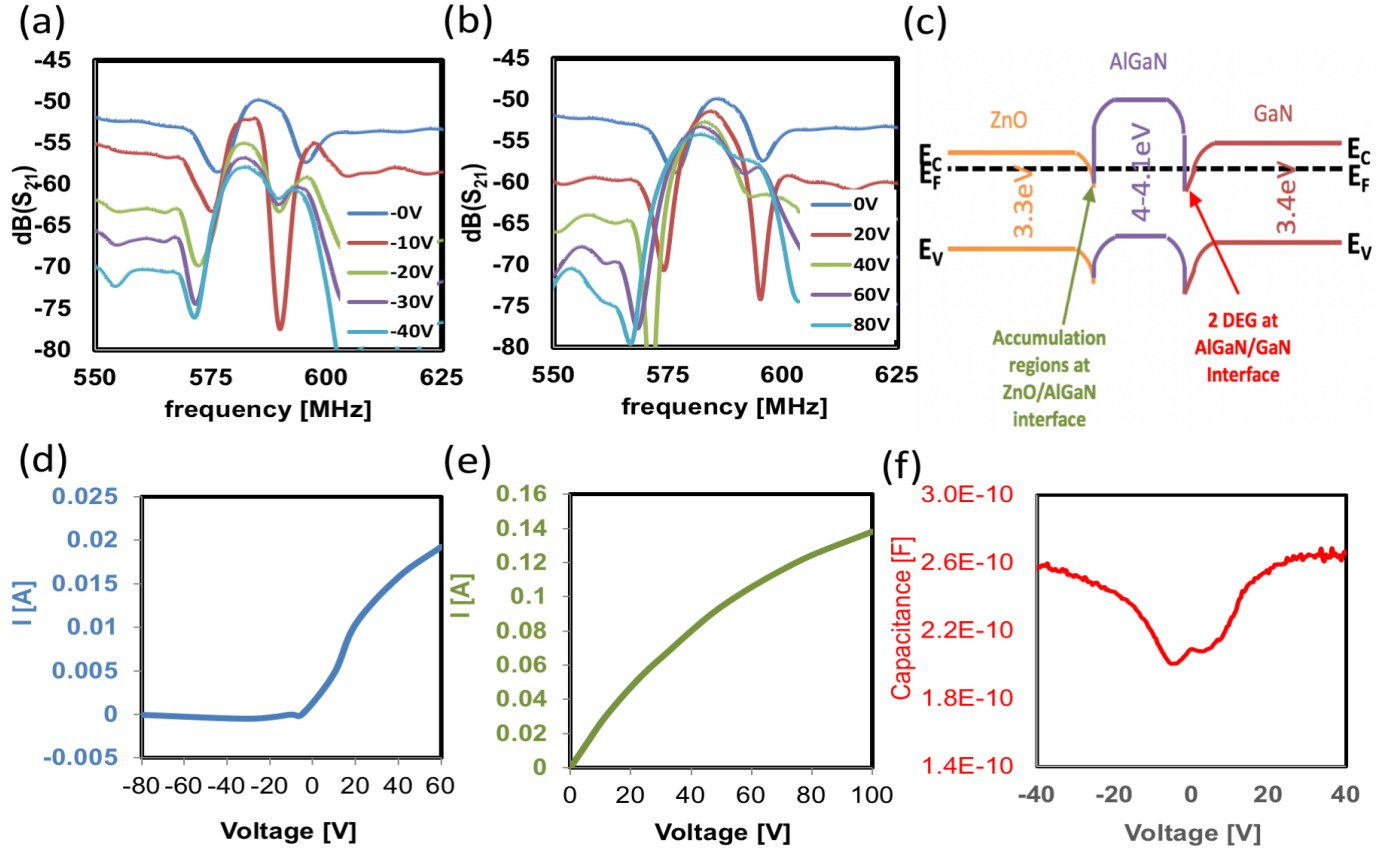 (a)
-45
-50
-55
-60
-65
-70
-75
-80
dB(S21)
550
575
600
625
frequency [MHz]
-0V
-10V
-20V
-30V
-40V
(b)
-45
-50
-55
-60
-65
-70
-75
-80
dB(S21)
550
575
600
625
frequency [MHz]
0V
20V
40V
60V
80V
(c)
AlGaN
ZnO
GaN
EC
EF
EV
3.3eV
4-4.1eV
3.4eV
EC
EF
EV
Accumulation
regions at
ZnO/AlGaN
interface
2 DEG at
AlGaN/GaN
Interface
(d)
0.025
0.02
0.015
0.01
0.005
0
-0.005
I [A]
-80 -60 -40 -20 0 20 40 60
Voltage [V]
(e)
0.16
0.14
0.12
0.1
0.08
0.06
0.04
0.02
0
I [A]
0 20 40 60 80 100
Voltage [V]
(f)
3.0E-10
2.6E-10
2.2E-10
1.8E-10
1.4E-10
Capacitance [F]
-40 -20 0 20 40
Voltage [V]